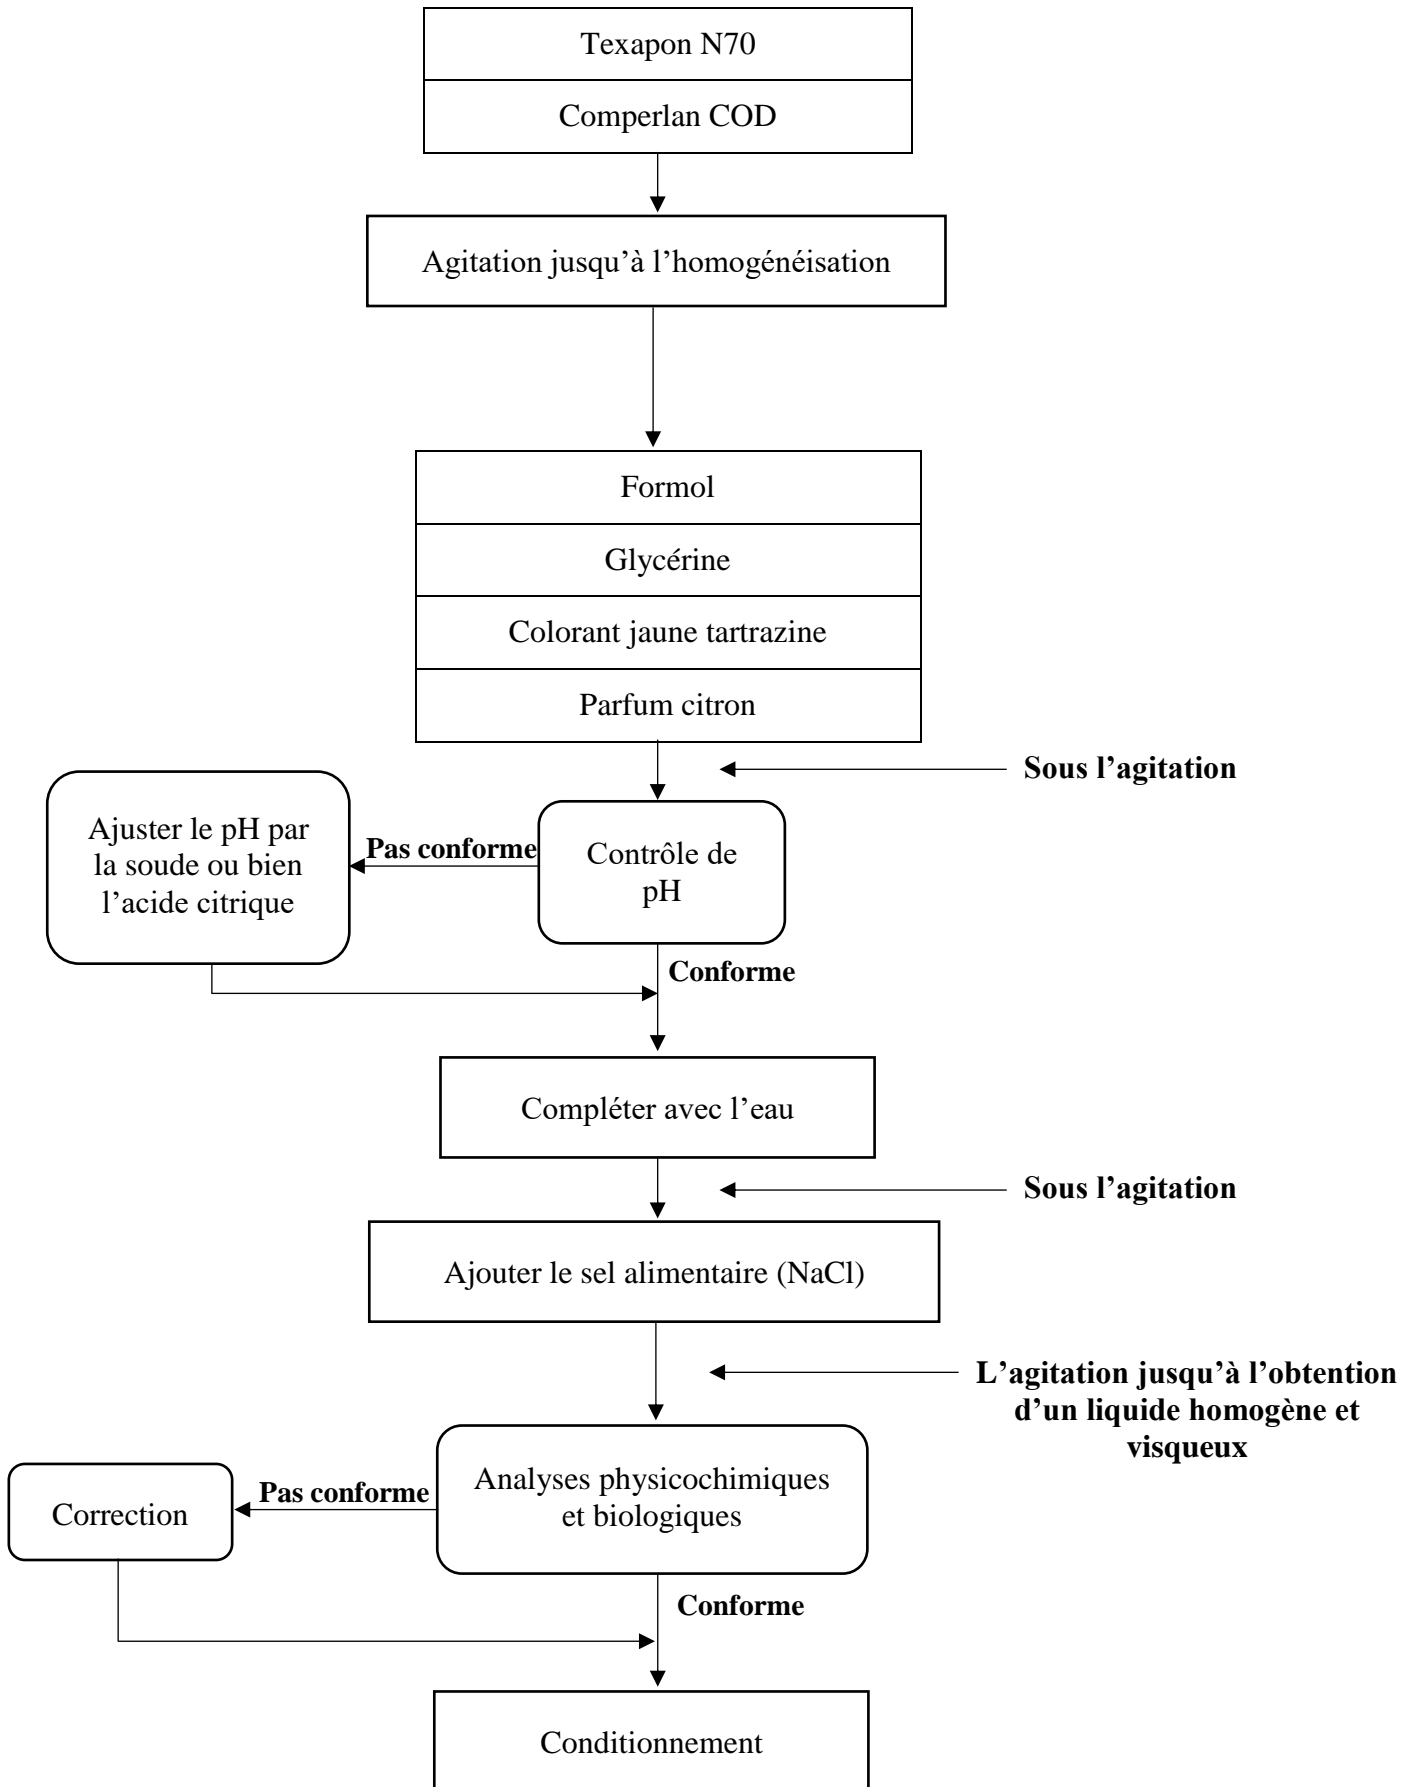 Texapon N70
Comperlan COD
Agitation jusqu’à l’homogénéisation
Formol
Glycérine
Colorant jaune tartrazine
Parfum citron
Sous l’agitation
Ajuster le pH par
la soude ou bien
l’acide citrique
Pas conforme
Contrôle de
pH
Conforme
Compléter avec l’eau
Sous l’agitation
Ajouter le sel alimentaire (NaCl)
L’agitation jusqu’à l’obtention
d’un liquide homogène et
visqueux
Analyses physicochimiques
et biologiques
Pas conforme
Correction
Conforme
Conditionnement